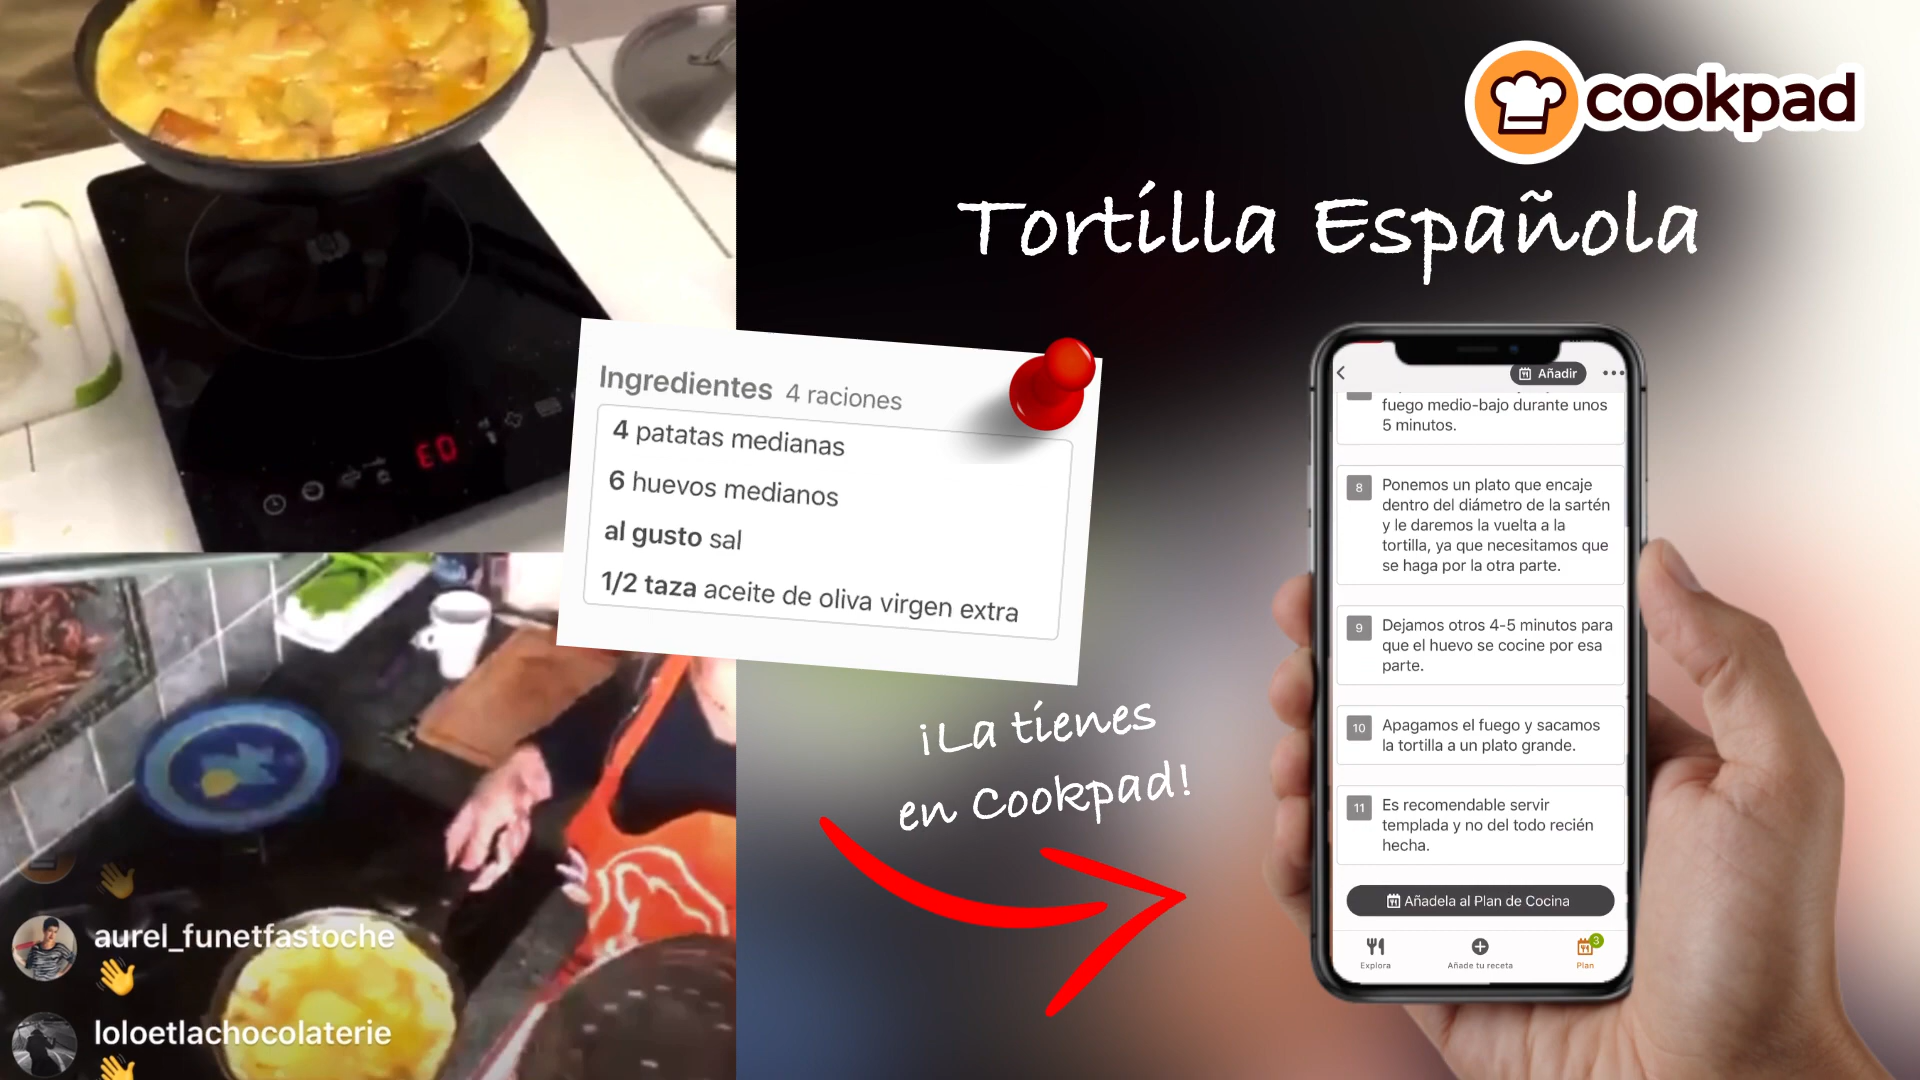 cookpad
Tortilla Española
Ingredientes 4 raciones
4 patatas medianas
6 huevos medianos
al gusto sal
1/2 taza aceite de oliva virgen extra
¡La tienes
en Cookpad!
Añadir
fuego medio-bajo durante unos
5 minutos.
8
Ponemos un plato que encaje
dentro del diámetro de la sartén
y le daremos la vuelta a la
tortilla, ya que necesitamos que
se haga por la otra parte.
9
Dejamos otros 4-5 minutos para
que el huevo se cocine por esa
parte.
10
Apagamos el fuego y sacamos
la tortilla a un plato grande.
11
Es recomendable servir
templada y no del todo recién
hecha.
Añadela al Plan de Cocina
Explora
Añade tu receta
3
Plan
E0
aurel_funetfastoche
loloetlachocolaterie